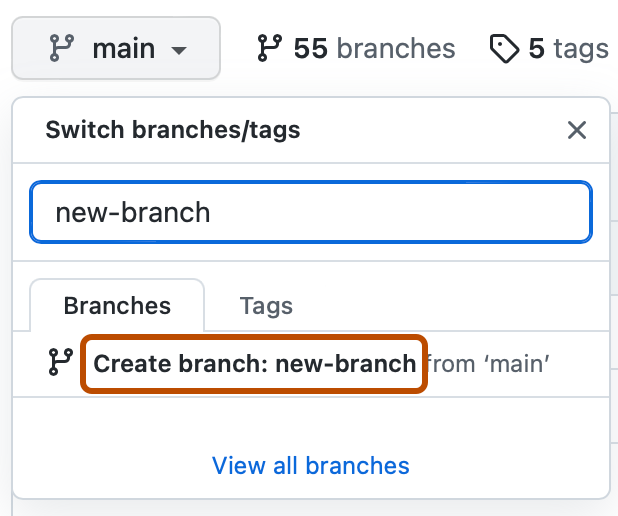 main 55 branches 5 tags
Switch branches/tags
new-branch
Branches Tags
Create branch: new-branch from ‘main’
View all branches